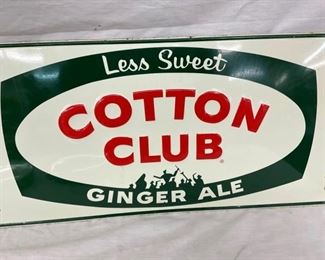 Less Sweet
COTTON
CLUB®
GINGER ALE